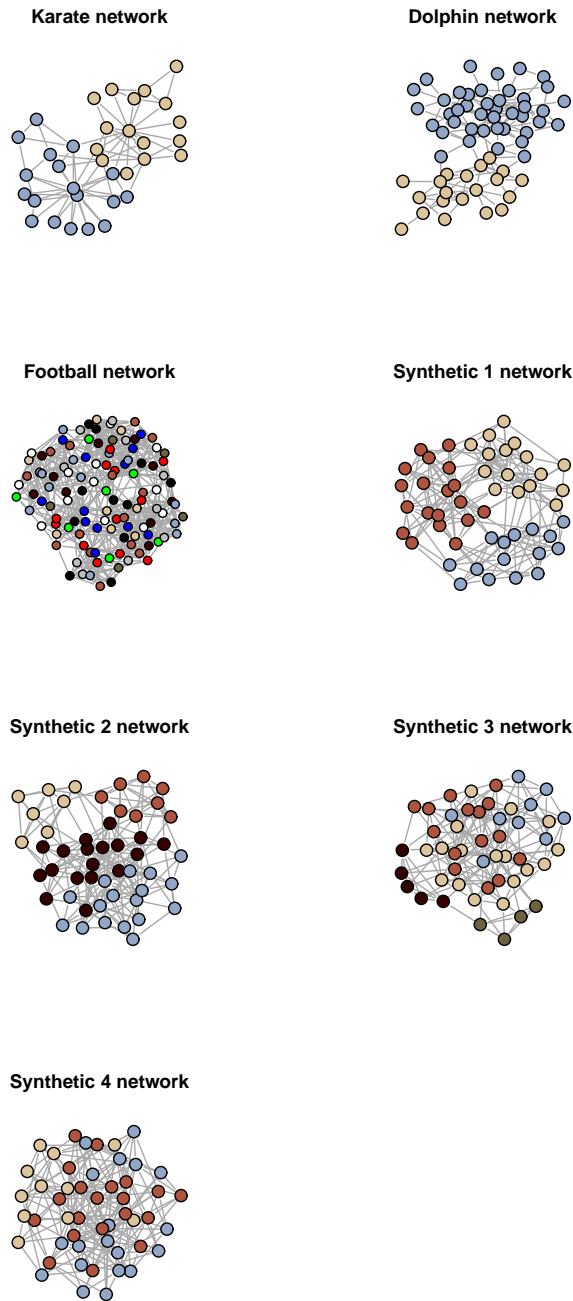 Karate network
Dolphin network
Football network
Synthetic 1 network
Synthetic 2 network
Synthetic 3 network
Synthetic 4 network